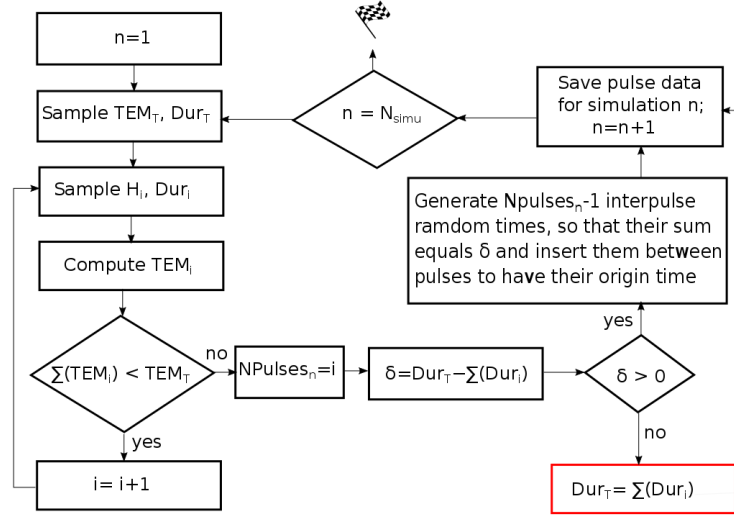 n=1
Sample TEM_T, Dur_T
Sample H_i, Dur_i
Compute TEM_i
∑(TEM_i) < TEM_T
yes
i= i+1
no
NPulses_n=i
δ=Dur_T−∑(Dur_i)
δ > 0
yes
no
Dur_T= ∑(Dur_i)
Generate Npulses_n-1 interpulse
ramdom times, so that their sum
equals δ and insert them between
pulses to have their origin time
Save pulse data
for simulation n;
n=n+1
n = N_simu